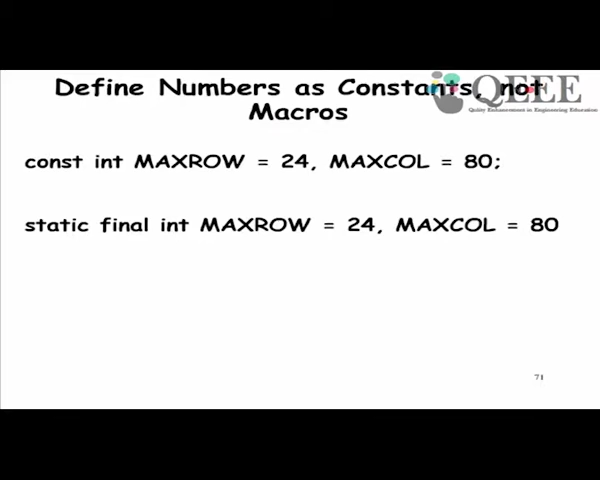 Define Numbers as Constants, not
Macros
QEEE
Quality Enhancement in Engineering Education
const int MAXROW = 24, MAXCOL = 80;
static final int MAXROW = 24, MAXCOL = 80
71